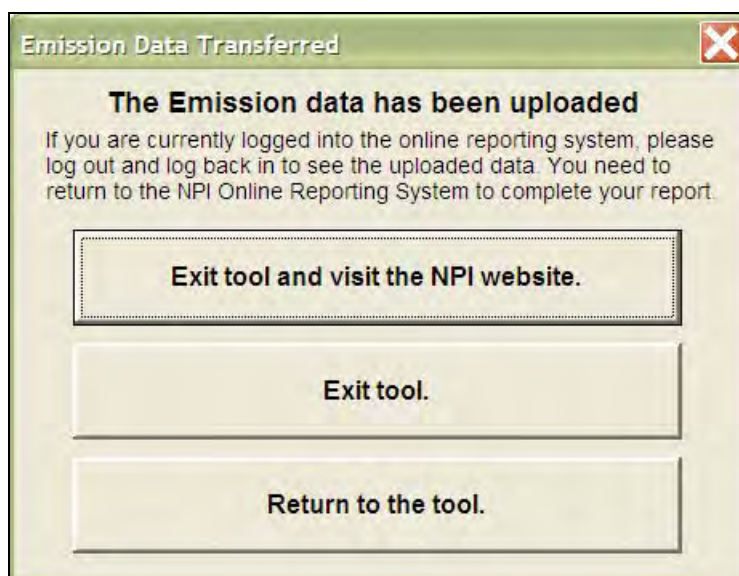 Emission Data Transferred
The Emission data has been uploaded
If you are currently logged into the online reporting system, please
log out and log back in to see the uploaded data. You need to
return to the NPI Online Reporting System to complete your report.
Exit tool and visit the NPI website.
Exit tool.
Return to the tool.